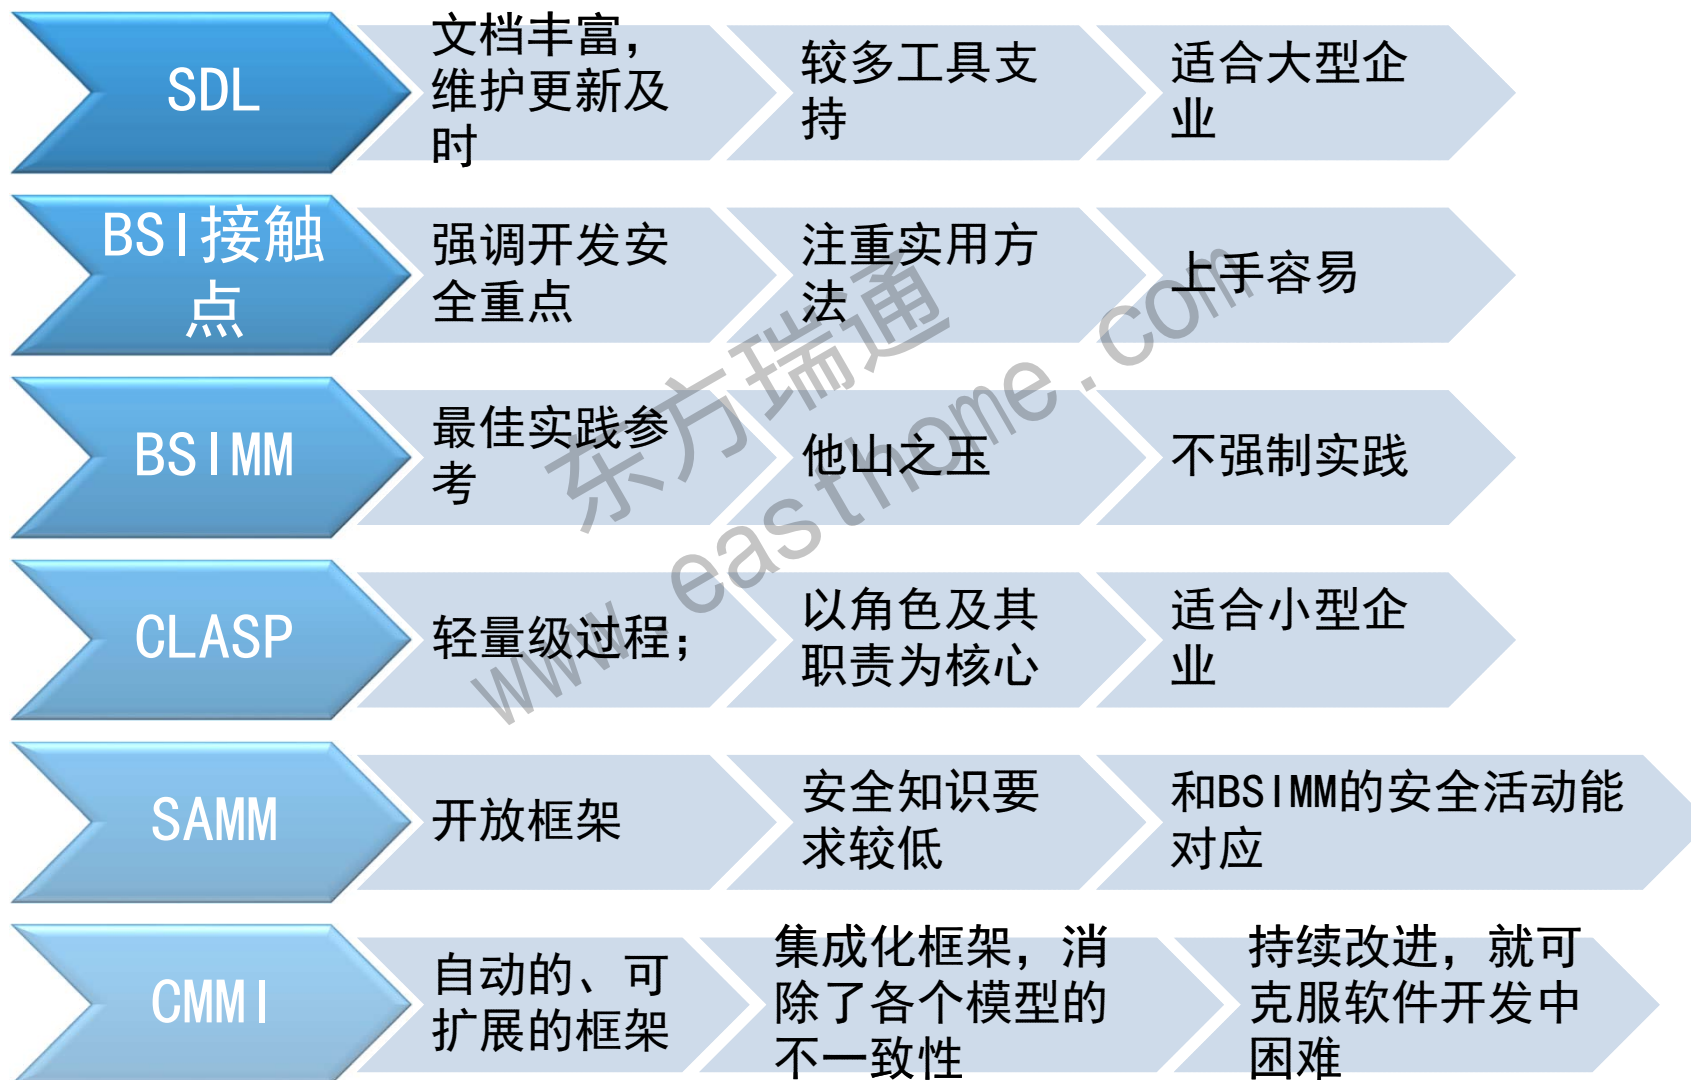 SDL
文档丰富，
维护更新及
时
较多工具支
持
适合大型企
业
BSI接触
点
强调开发安
全重点
注重实用方
法
上手容易
BSIMM
最佳实践参
考
他山之玉
不强制实践
CLASP
轻量级过程；
以角色及其
职责为核心
适合小型企
业
SAMM
开放框架
安全知识要
求较低
和BSIMM的安全活动能
对应
CMMI
自动的、可
扩展的框架
集成化框架，消
除了各个模型的
不一致性
持续改进，就可
克服软件开发中
困难
东方瑞通
www.easthome.com